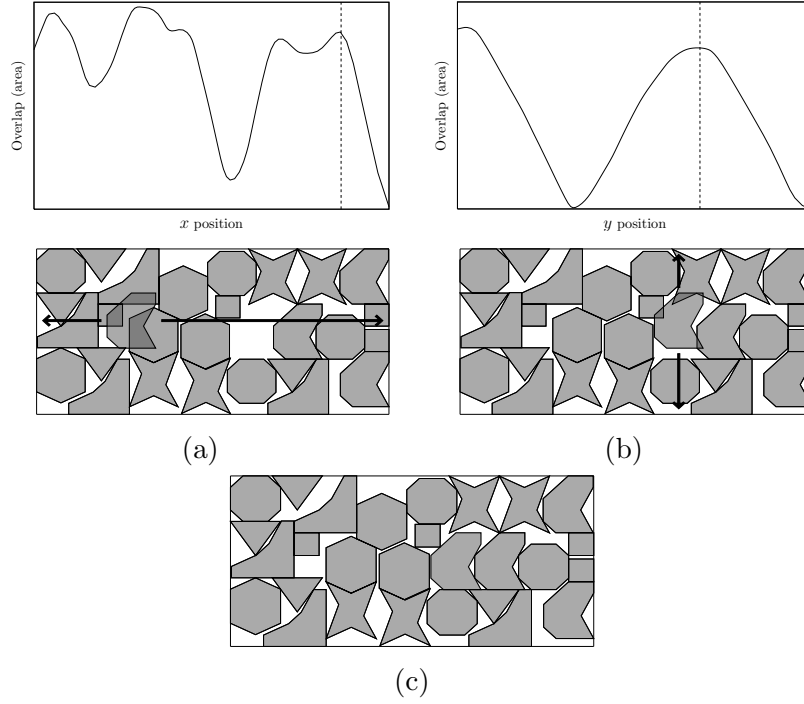 Overlap (area)
x position
Overlap (area)
y position
(a)
(b)
(c)